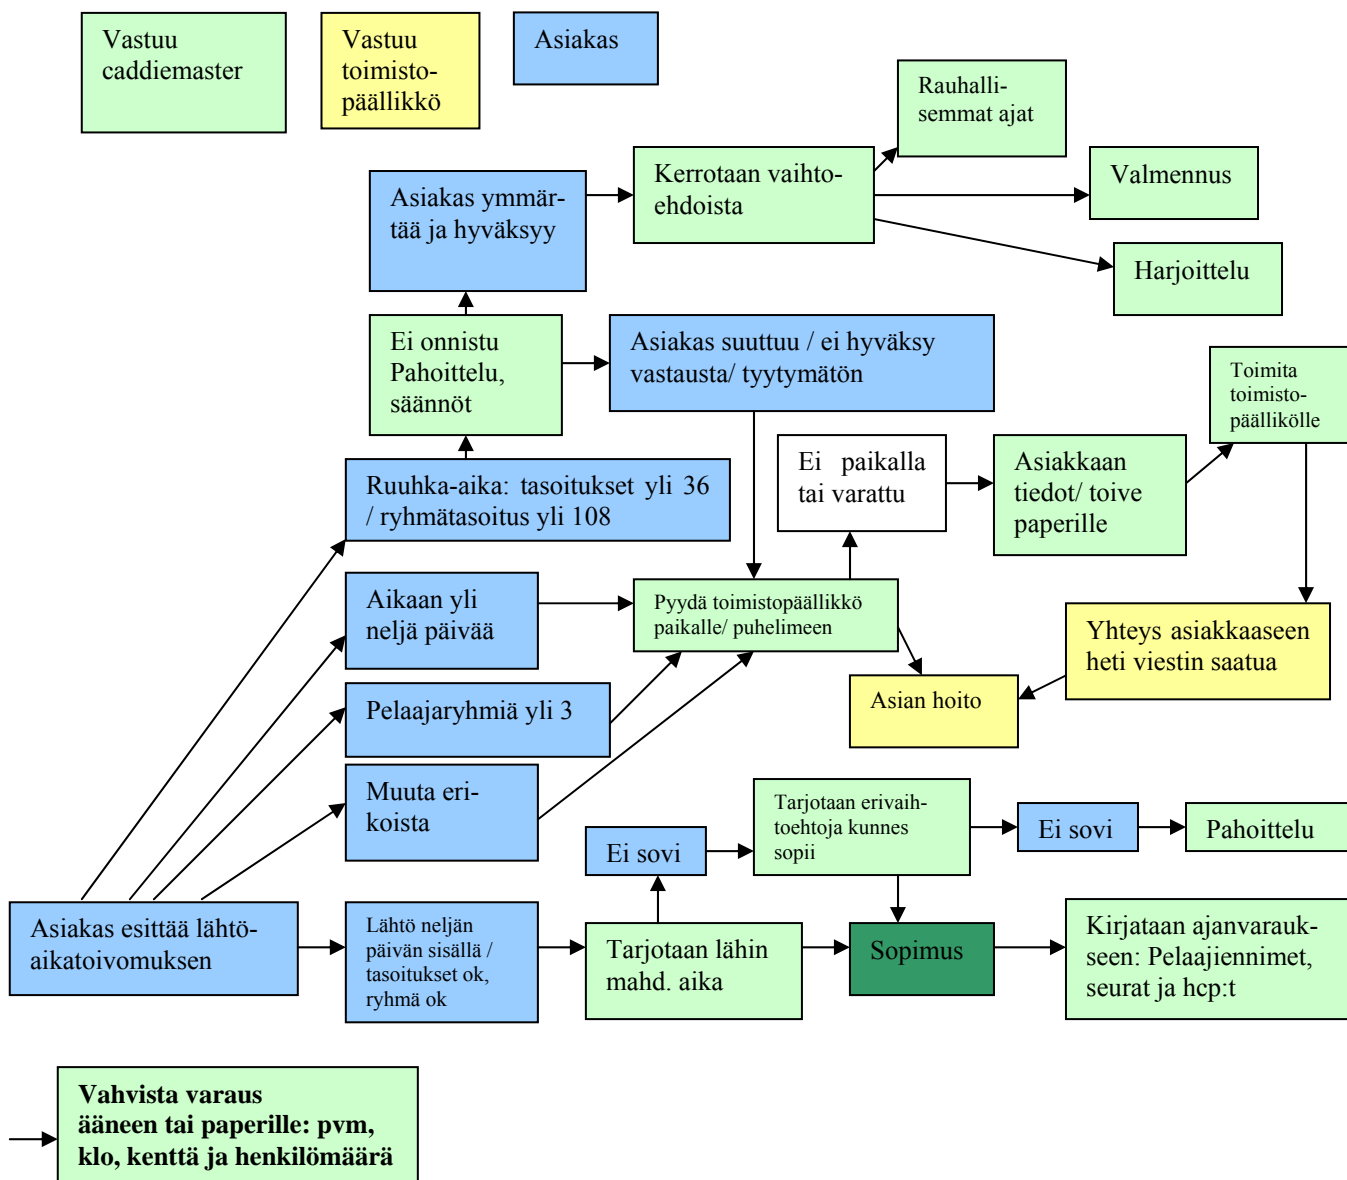 Vastuu
caddiemaster
Vastuu
toimisto-
päällikkö
Asiakas
Rauhalli-
semmat ajat
Asiakas ymmär-
tää ja hyväksyy
Kerrotaan vaihto-
ehdoista
Valmennus
Harjoittelu
Ei onnistu
Pahoittelu,
säännöt
Asiakas suuttuu / ei hyväksy
vastausta/ tyytymätön
Toimita
toimisto-
päällikölle
Ruuhka-aika: tasoitukset yli 36
/ ryhmätasoitus yli 108
Ei paikalla
tai varattu
Asiakkaan
tiedot/ toive
paperille
Aikaan yli
neljä päivää
Pyydä toimistopäällikkö
paikalle/ puhelimeen
Yhteys asiakkaaseen
heti viestin saatua
Pelaajaryhmiä yli 3
Asian hoito
Muuta eri-
koista
Ei sovi
Tarjotaan erivaih-
toehtoja kunnes
sopii
Ei sovi
Pahoittelu
Asiakas esittää lähtö-
aikatoivomuksen
Lähtö neljän
päivän sisällä /
tasoitukset ok,
ryhmä ok
Tarjotaan lähin
mahd. aika
Sopimus
Kirjataan ajanvarauk-
seen: Pelaajiennimet,
seurat ja hcp:t
Vahvista varaus
ääneen tai paperille: pvm,
klo, kenttä ja henkilömäärä